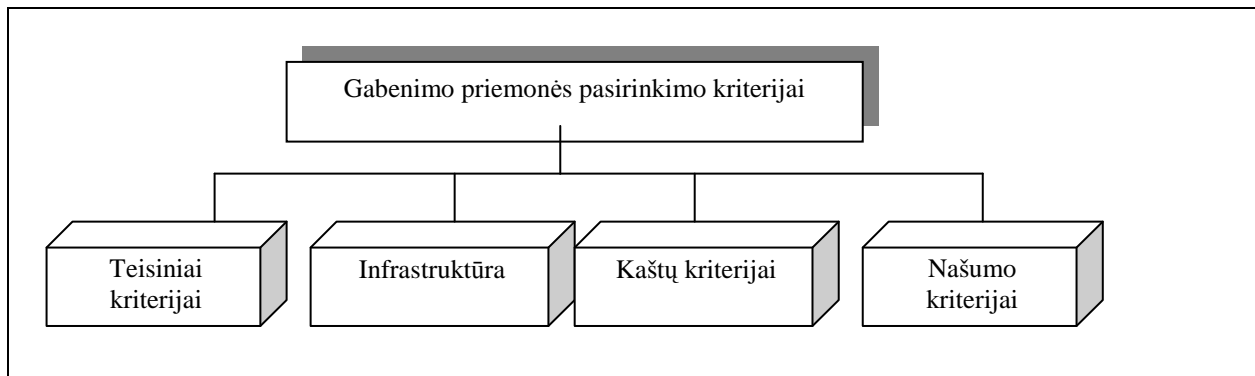 Gabenimo priemonės pasirinkimo kriterijai
Teisiniai
kriterijai
Infrastruktūra
Kaštų kriterijai
Našumo
kriterijai